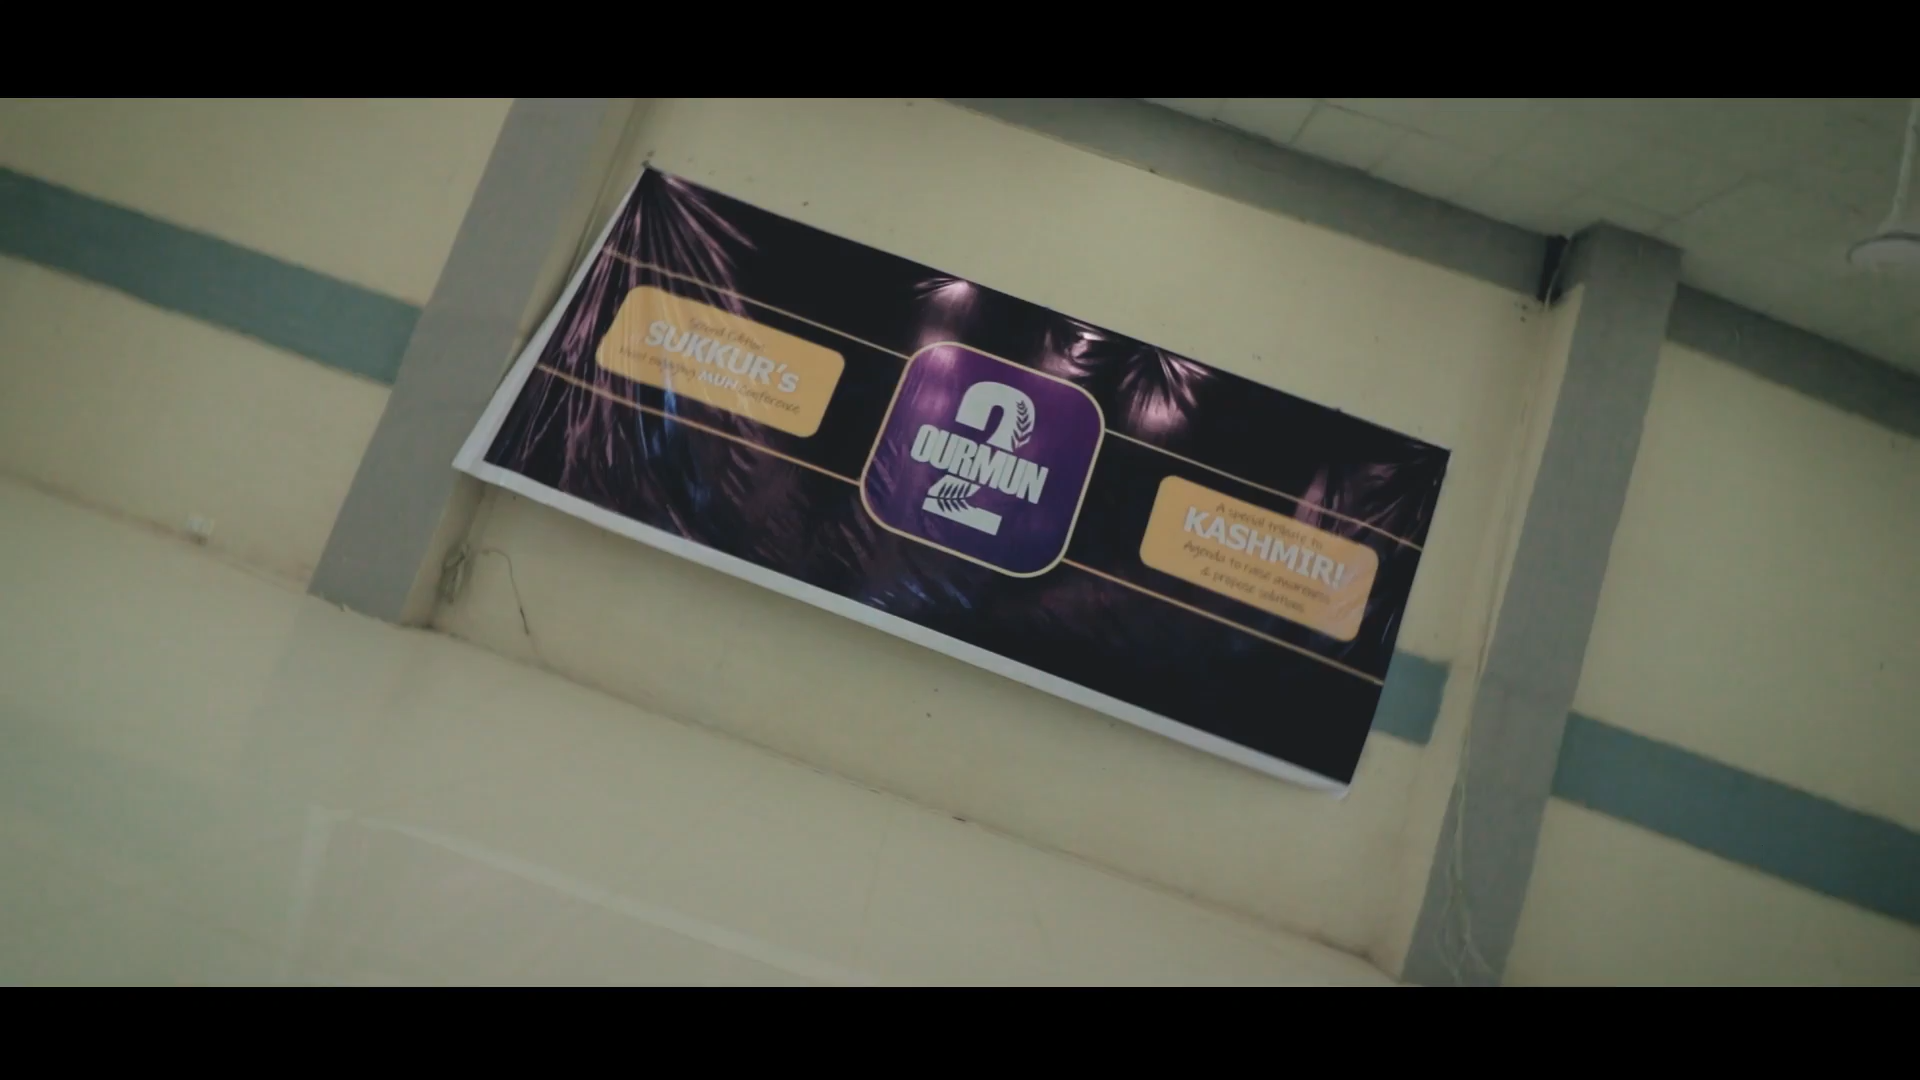 Second Edition!
SUKKUR's
most engaging MUN conference
2
OURMUN
A special tribute to
KASHMIR!
Agenda to raise awareness
& propose solutions